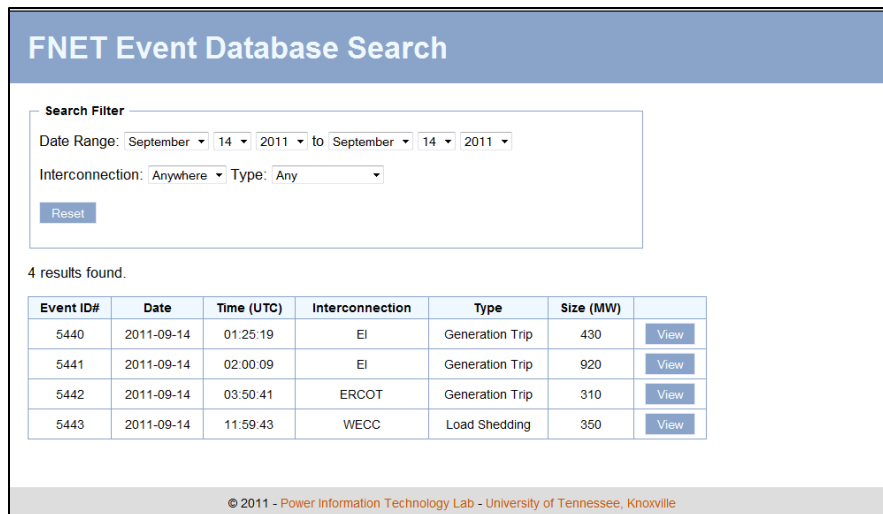 FNET Event Database Search
Search Filter
Date Range: September 14 2011 to September 14 2011
Interconnection: Anywhere Type: Any
Reset
4 results found.
Event ID# Date Time (UTC) Interconnection Type Size (MW)
5440 2011-09-14 01:25:19 EI Generation Trip 430 View
5441 2011-09-14 02:00:09 EI Generation Trip 920 View
5442 2011-09-14 03:50:41 ERCOT Generation Trip 310 View
5443 2011-09-14 11:59:43 WECC Load Shedding 350 View
© 2011 - Power Information Technology Lab - University of Tennessee, Knoxville